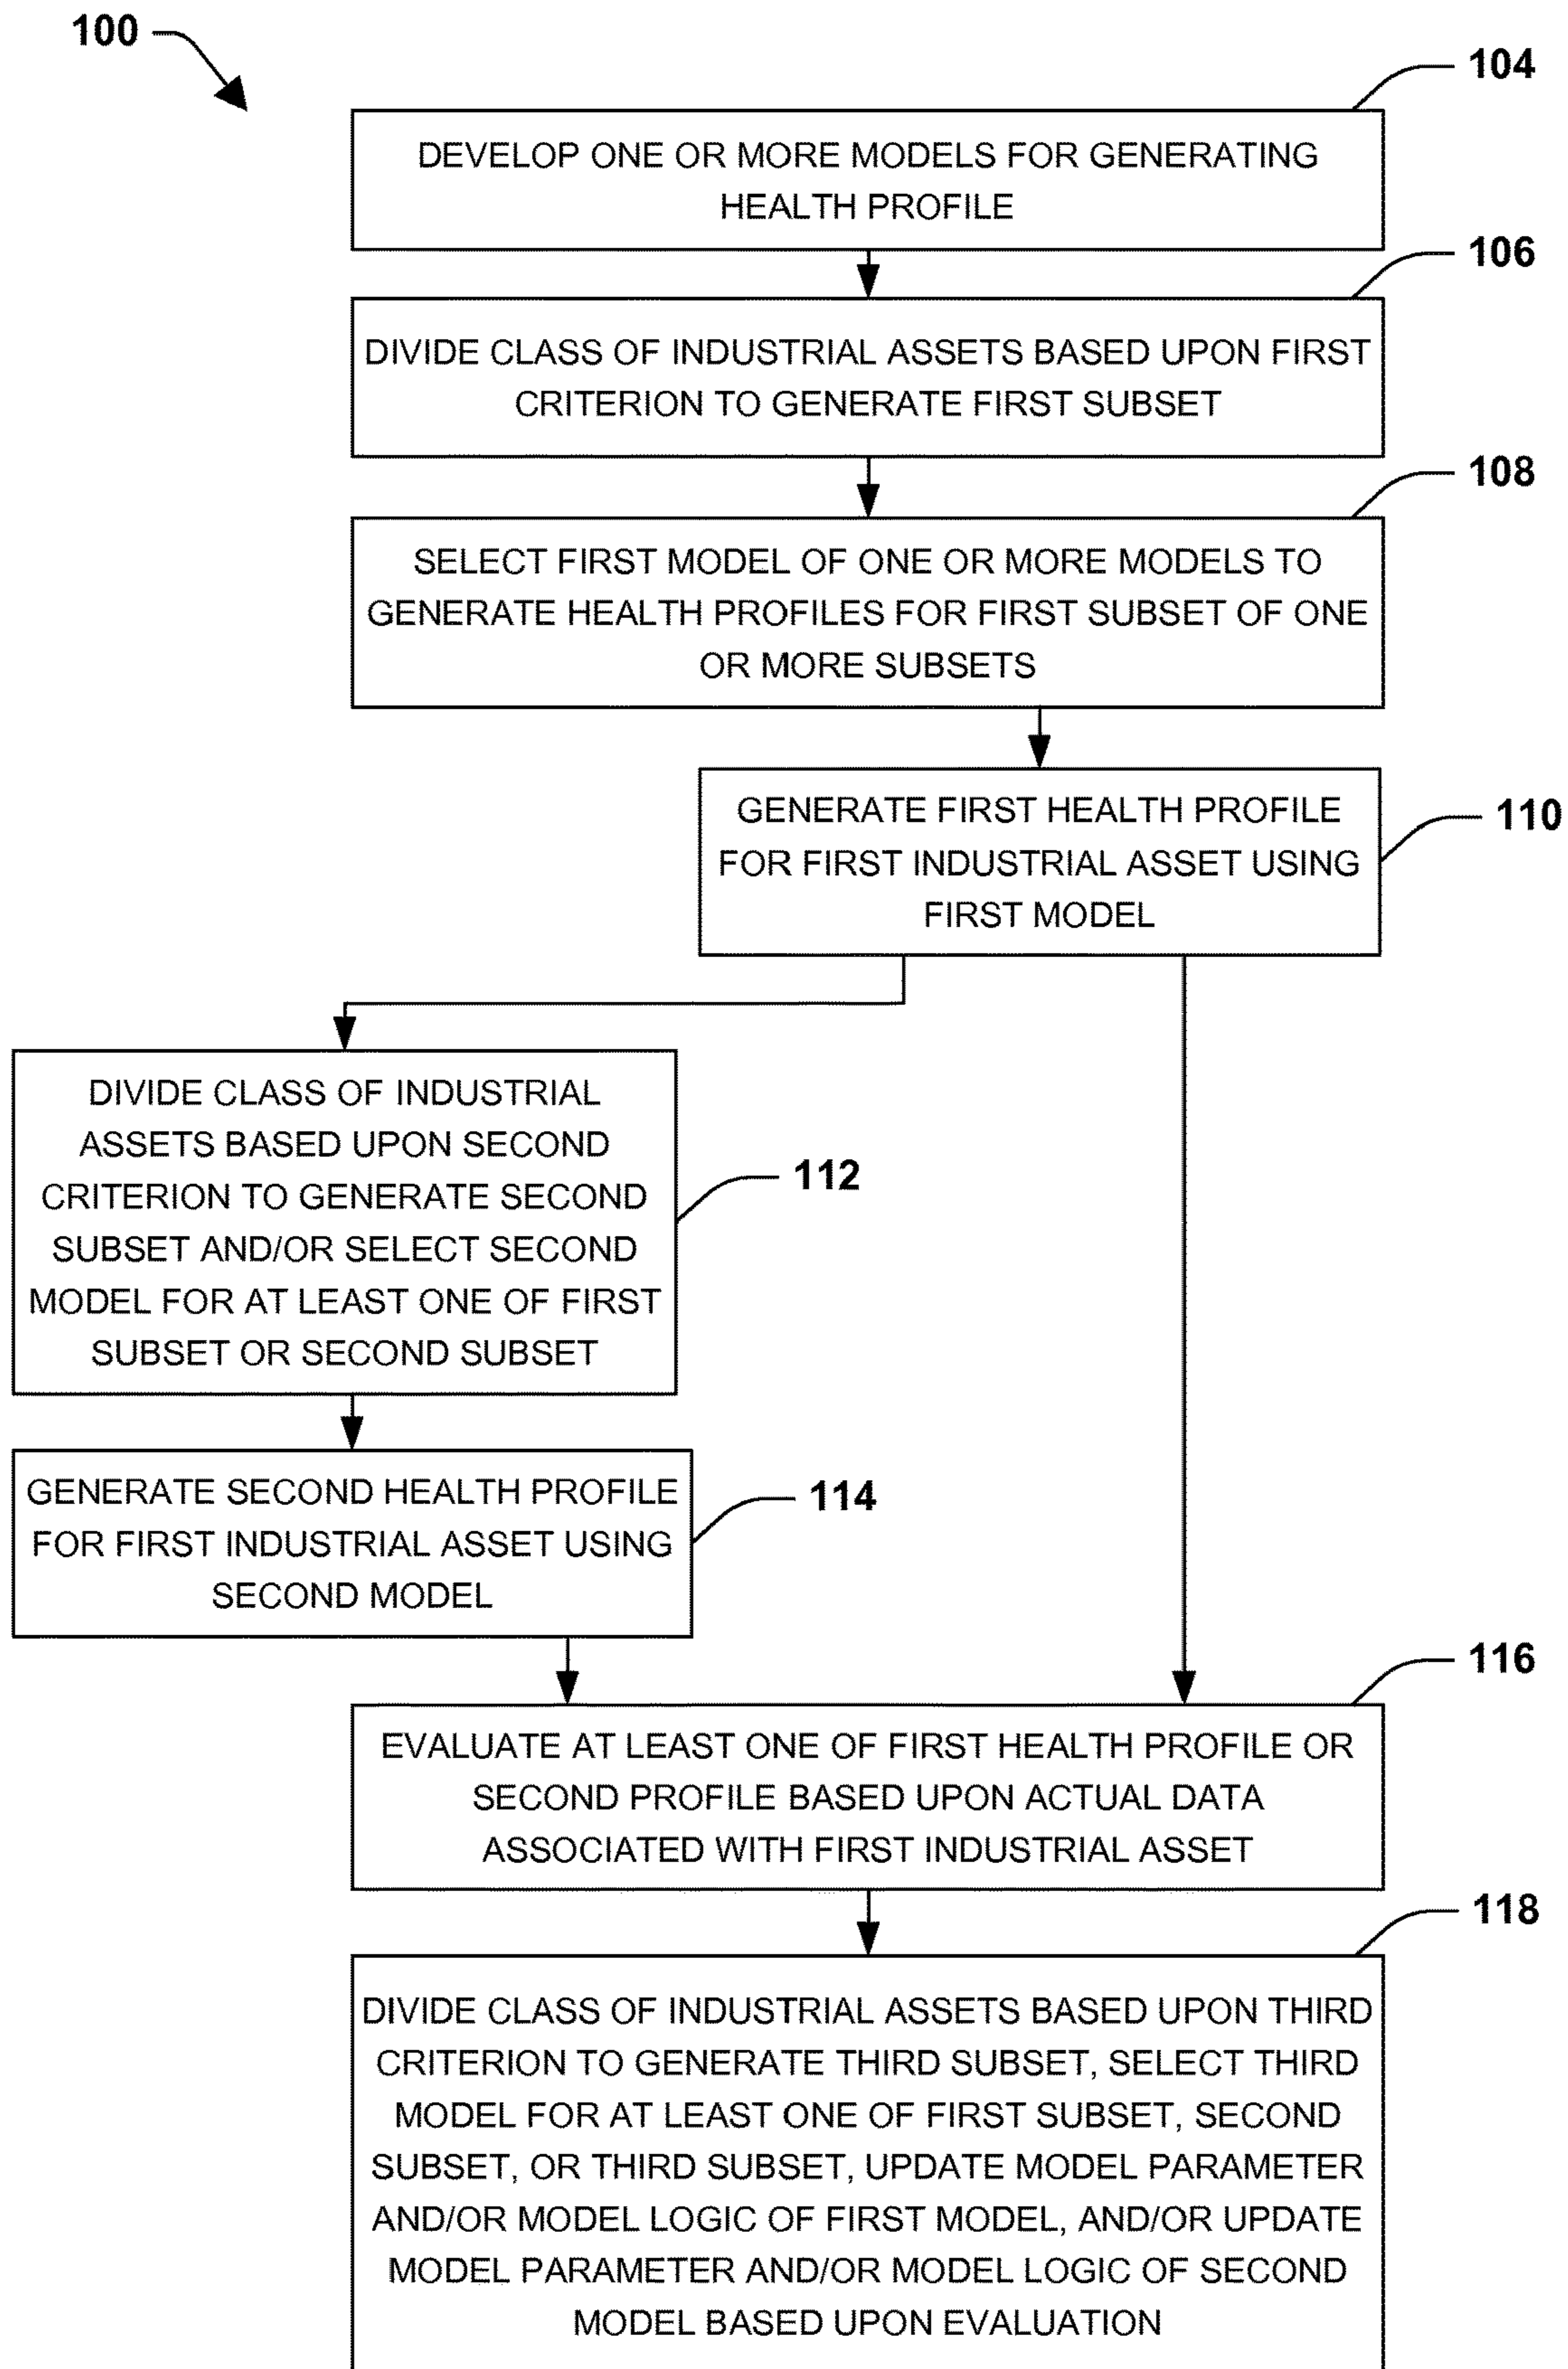 100
104
DEVELOP ONE OR MORE MODELS FOR GENERATING
HEALTH PROFILE
106
DIVIDE CLASS OF INDUSTRIAL ASSETS BASED UPON FIRST
CRITERION TO GENERATE FIRST SUBSET
108
SELECT FIRST MODEL OF ONE OR MORE MODELS TO
GENERATE HEALTH PROFILES FOR FIRST SUBSET OF ONE
OR MORE SUBSETS
110
GENERATE FIRST HEALTH PROFILE
FOR FIRST INDUSTRIAL ASSET USING
FIRST MODEL
DIVIDE CLASS OF INDUSTRIAL
ASSETS BASED UPON SECOND
CRITERION TO GENERATE SECOND
SUBSET AND/OR SELECT SECOND
MODEL FOR AT LEAST ONE OF FIRST
SUBSET OR SECOND SUBSET
112
GENERATE SECOND HEALTH PROFILE
FOR FIRST INDUSTRIAL ASSET USING
SECOND MODEL
114
116
EVALUATE AT LEAST ONE OF FIRST HEALTH PROFILE OR
SECOND PROFILE BASED UPON ACTUAL DATA
ASSOCIATED WITH FIRST INDUSTRIAL ASSET
118
DIVIDE CLASS OF INDUSTRIAL ASSETS BASED UPON THIRD
CRITERION TO GENERATE THIRD SUBSET, SELECT THIRD
MODEL FOR AT LEAST ONE OF FIRST SUBSET, SECOND
SUBSET, OR THIRD SUBSET, UPDATE MODEL PARAMETER
AND/OR MODEL LOGIC OF FIRST MODEL, AND/OR UPDATE
MODEL PARAMETER AND/OR MODEL LOGIC OF SECOND
MODEL BASED UPON EVALUATION